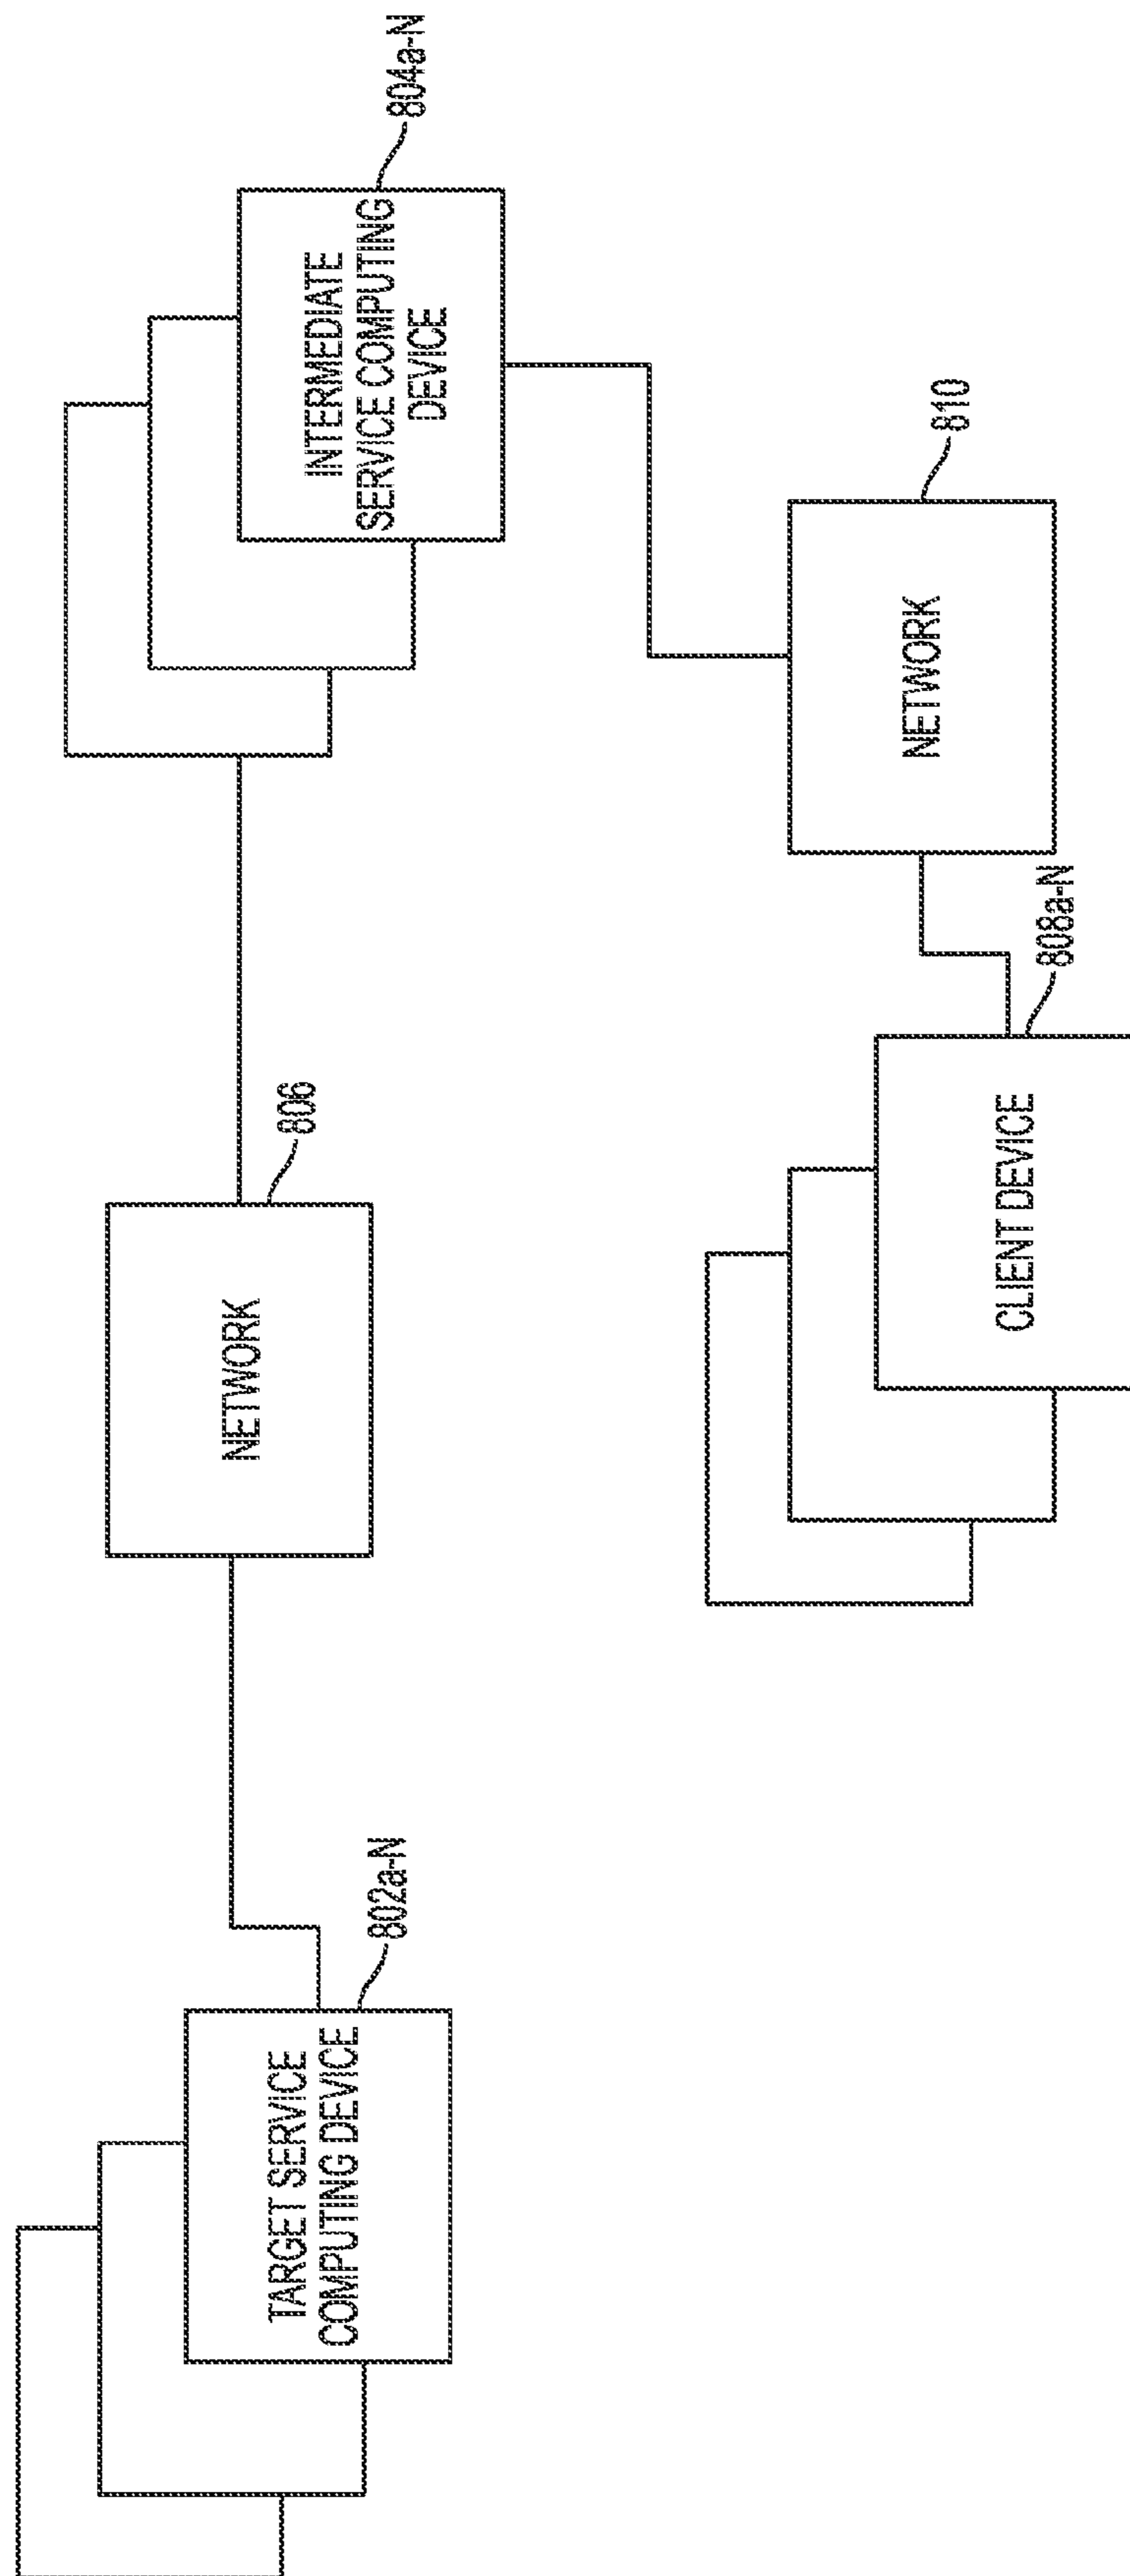 TARGET SERVICE
COMPUTING DEVICE
802a-N
NETWORK
806
INTERMEDIATE
SERVICE COMPUTING
DEVICE
804a-N
CLIENT DEVICE
808a-N
NETWORK
810